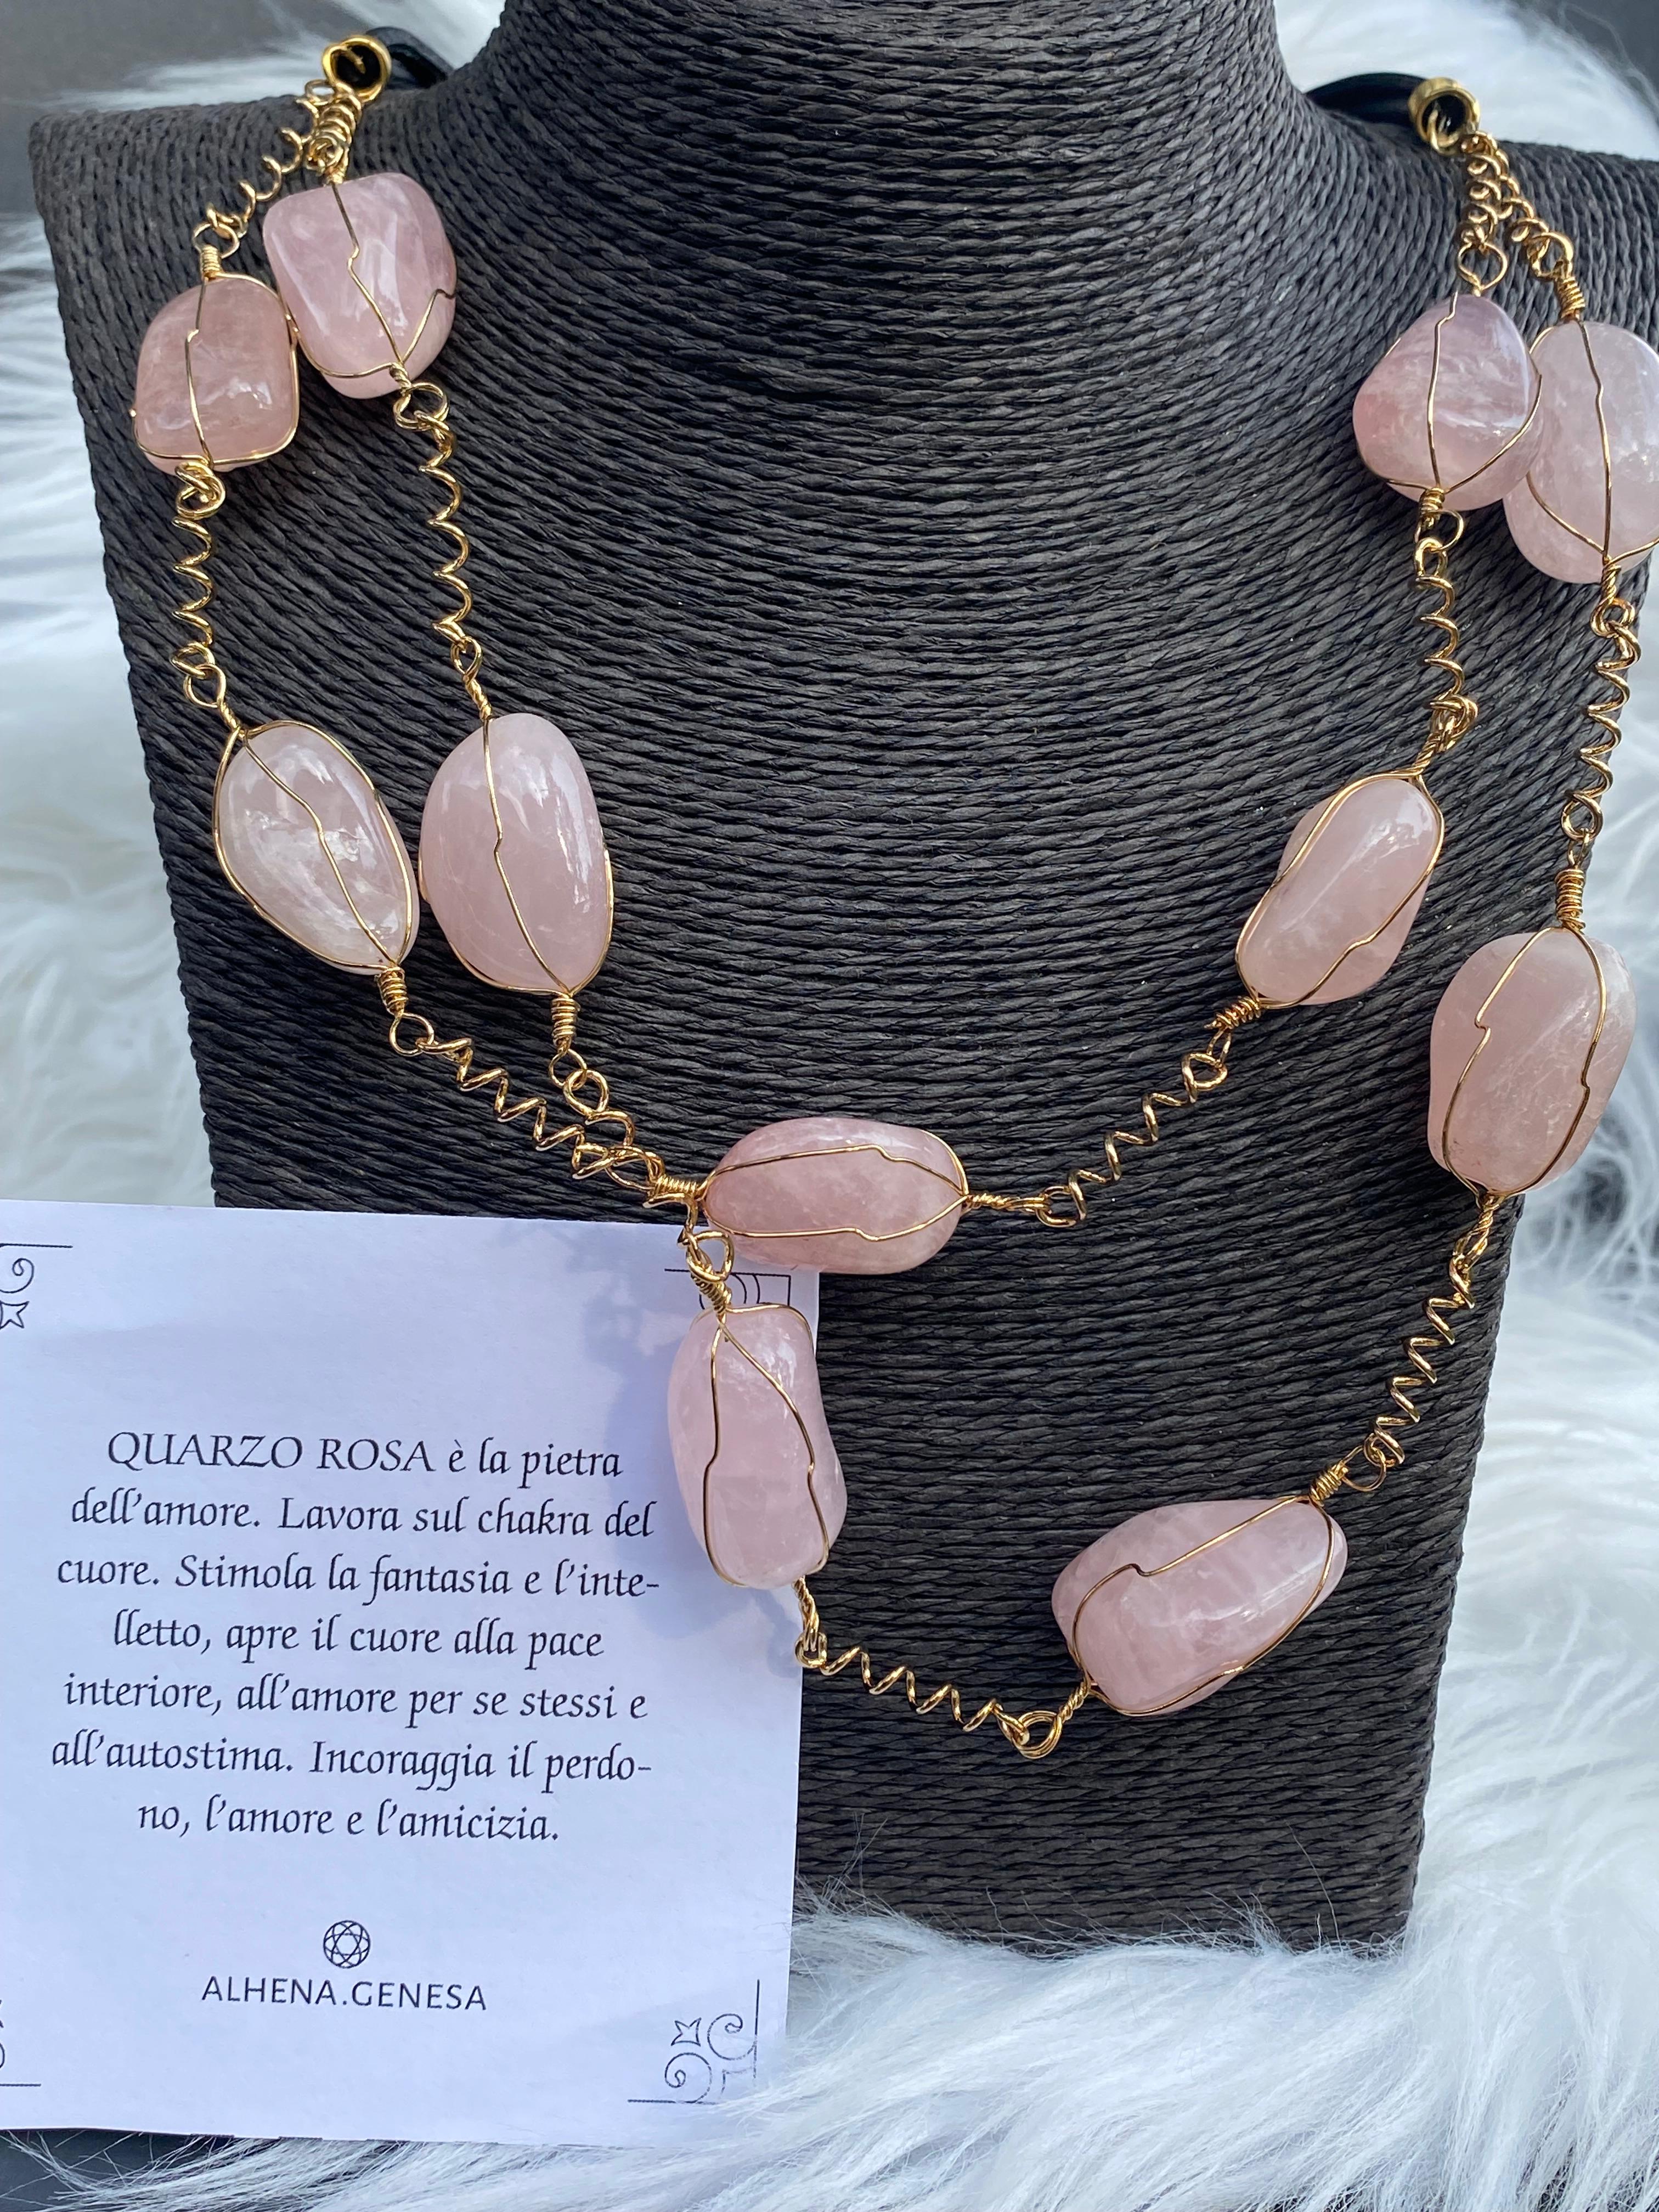 QUARZO ROSA è la pietra
dell'amore. Lavora sul chakra del
cuore. Stimola la fantasia e l'inte-
lletto, apre il cuore alla pace
interiore, all'amore per se stessi e
all'autostima. Incoraggia il perdo-
no, l'amore e l'amicizia.
ALHENA.GENESA